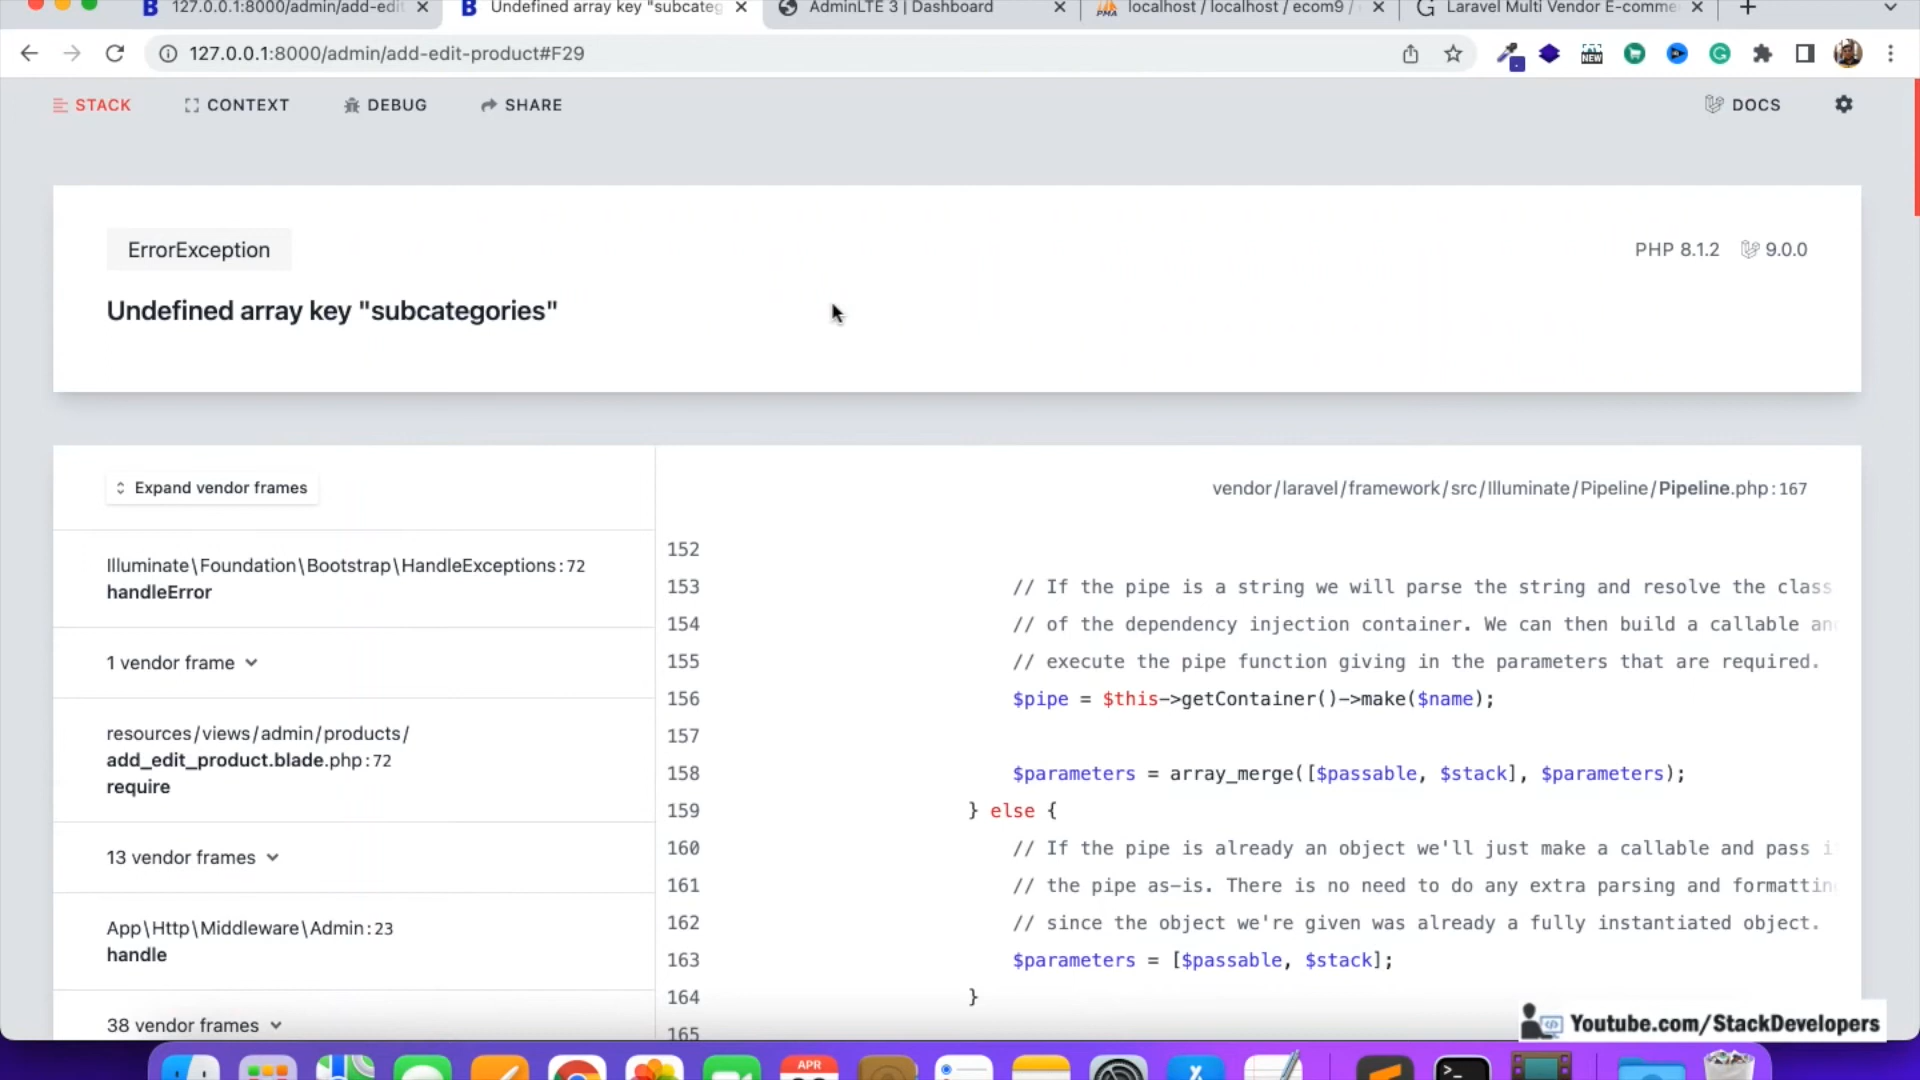 127.0.0.1:8000/admin/add-edit
Undefined array key "subcateg
AdminLTE 3 | Dashboard
localhost / localhost / ecom9 /
Laravel Multi Vendor E-comme
127.0.0.1:8000/admin/add-edit-product#F29
STACK
CONTEXT
DEBUG
SHARE
DOCS
ErrorException
PHP 8.1.2
9.0.0
Undefined array key "subcategories"
Expand vendor frames
vendor/laravel/framework/src/Illuminate/Pipeline/Pipeline.php:167
Illuminate\Foundation\Bootstrap\HandleExceptions:72
handleError
1 vendor frame
resources/views/admin/products/
add_edit_product.blade.php:72
require
13 vendor frames
App\Http\Middleware\Admin:23
handle
38 vendor frames
152
153 // If the pipe is a string we will parse the string and resolve the class
154 // of the dependency injection container. We can then build a callable and
155 // execute the pipe function giving in the parameters that are required.
156 $pipe = $this->getContainer()->make($name);
157
158 $parameters = array_merge([$passable, $stack], $parameters);
159 } else {
160 // If the pipe is already an object we'll just make a callable and pass i
161 // the pipe as-is. There is no need to do any extra parsing and formattin
162 // since the object we're given was already a fully instantiated object.
163 $parameters = [$passable, $stack];
164 }
165
Youtube.com/StackDevelopers
APR